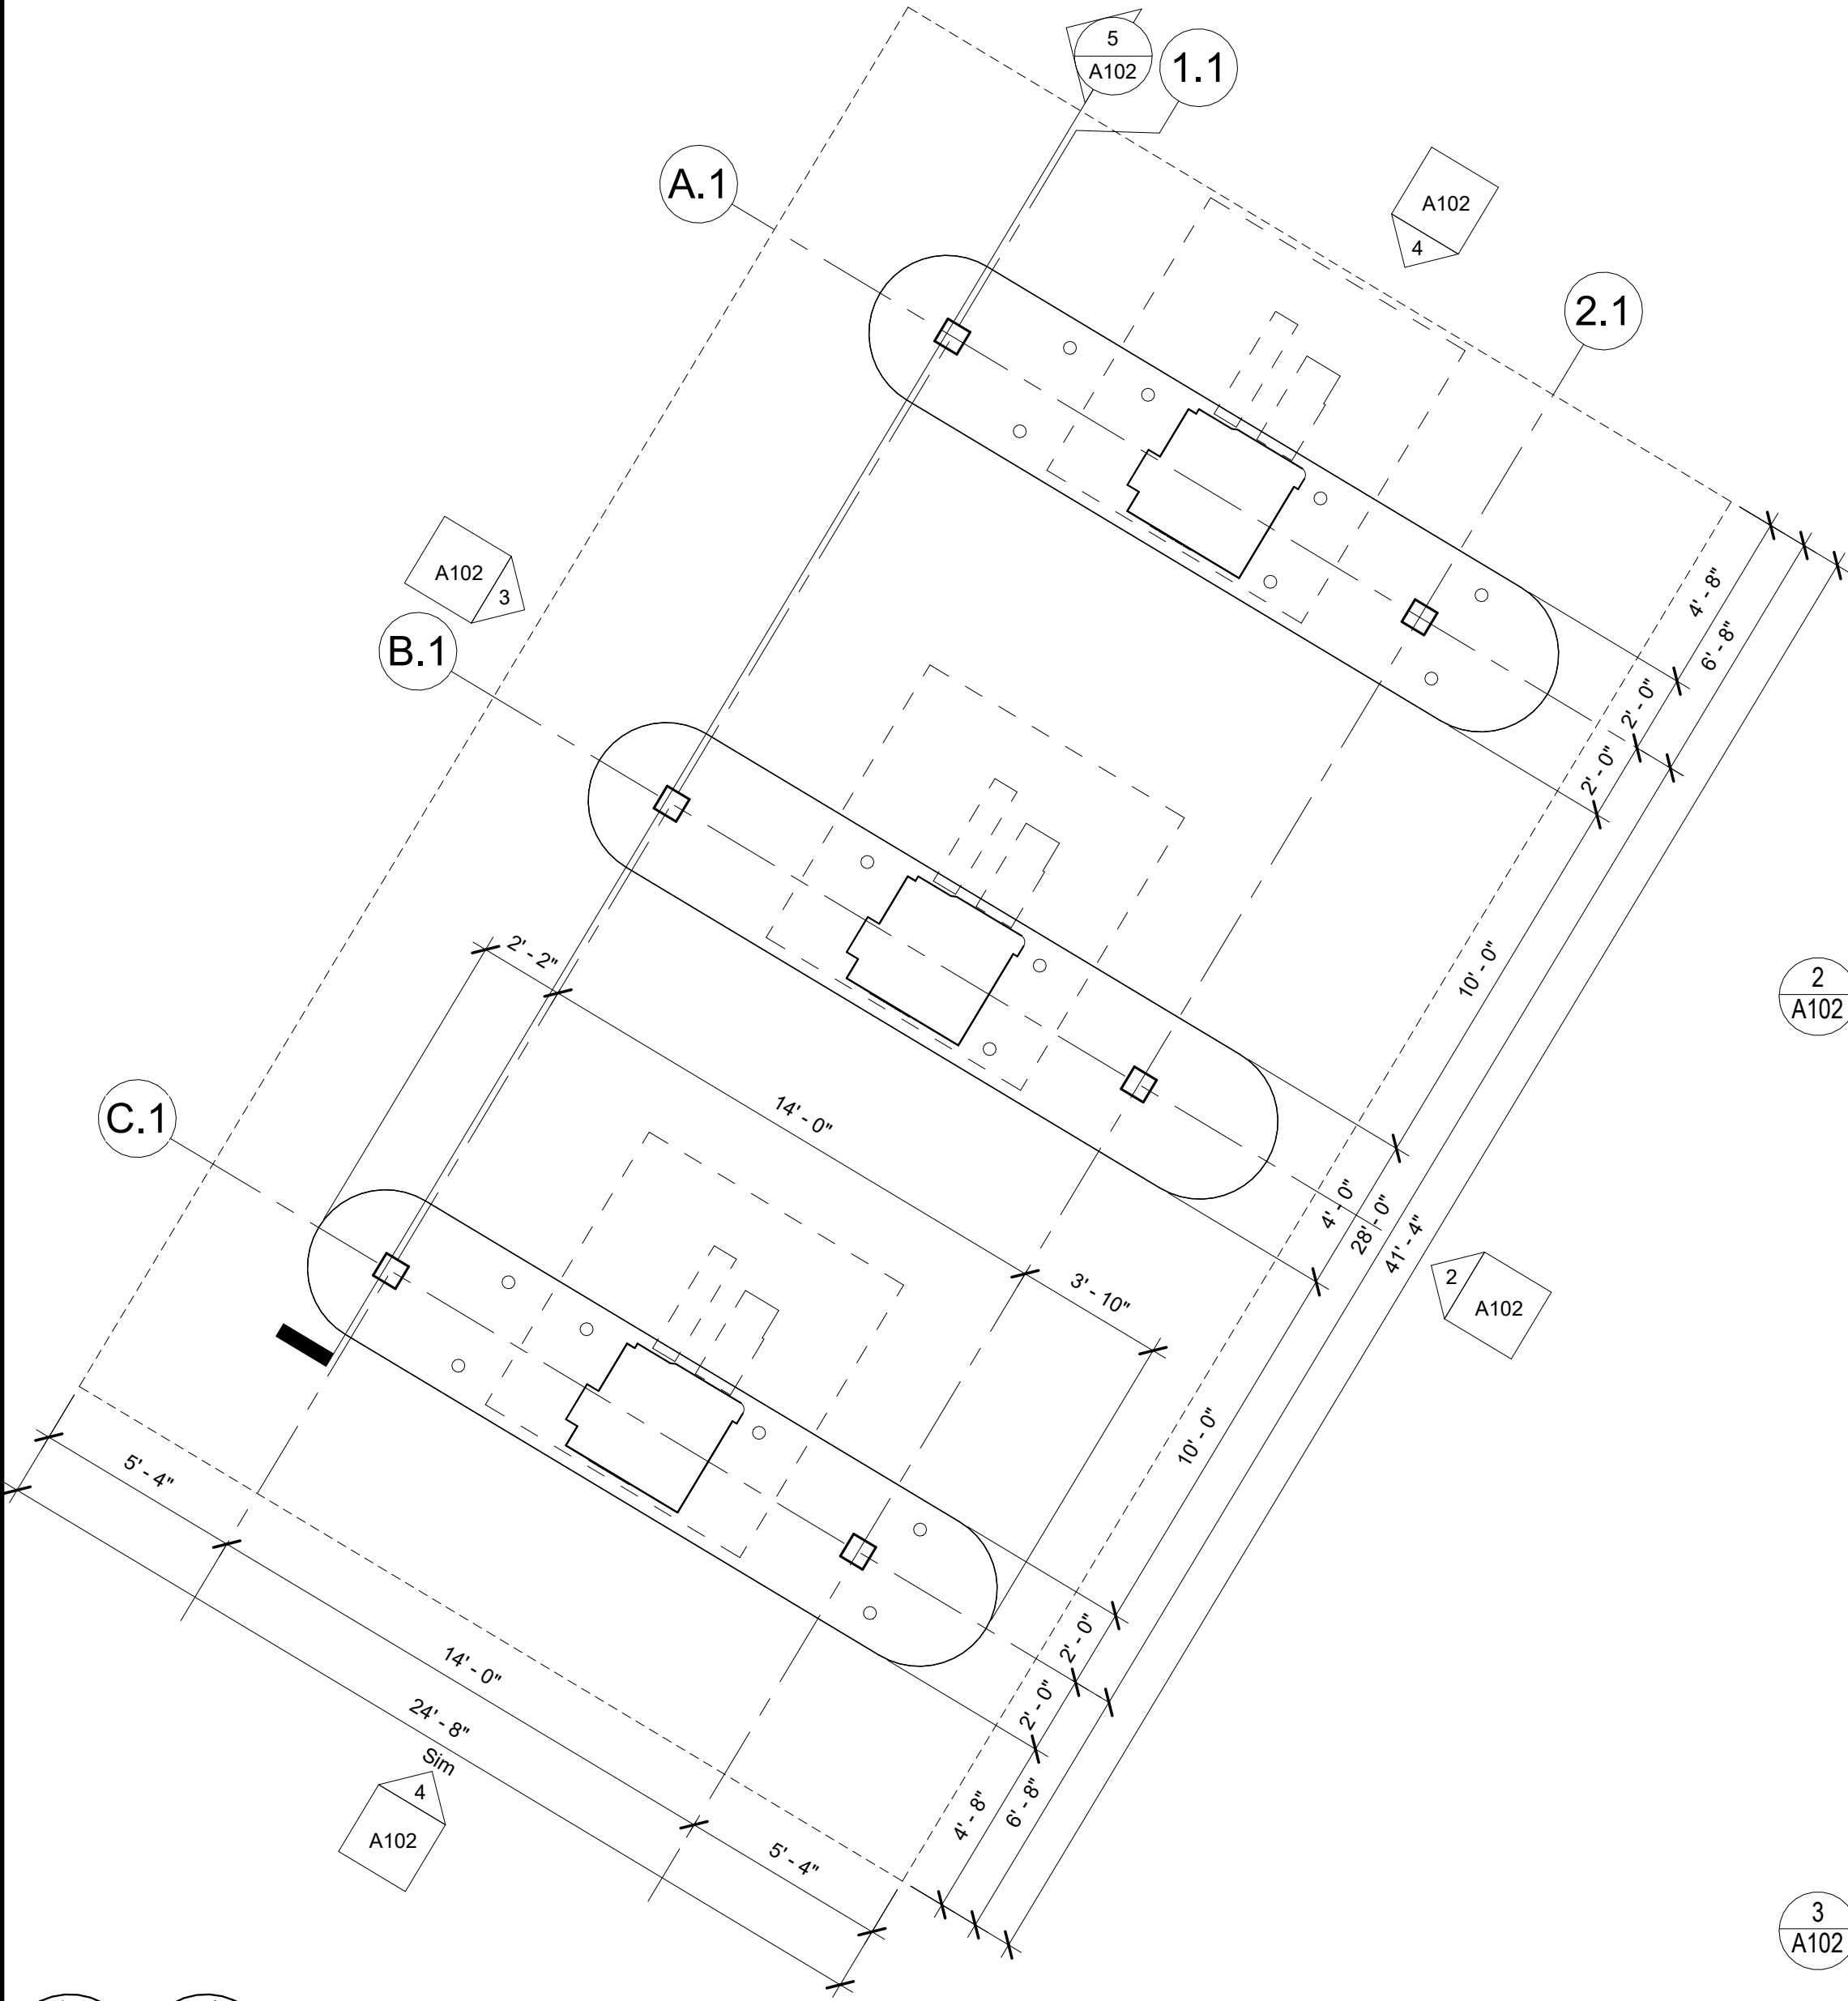 5
A102
1.1
A.1
A102
4
2.1
A102
3
B.1
4' - 8"
6' - 8"
2' - 0"
2' - 0"
10' - 0"
2
A102
2' - 2"
14' - 0"
C.1
4' - 0"
28' - 0"
41' - 4"
3' - 10"
2
A102
10' - 0"
5' - 4"
14' - 0"
24' - 8"
Sim
2' - 0"
2' - 0"
4' - 8"
6' - 8"
4
A102
5' - 4"
3
A102